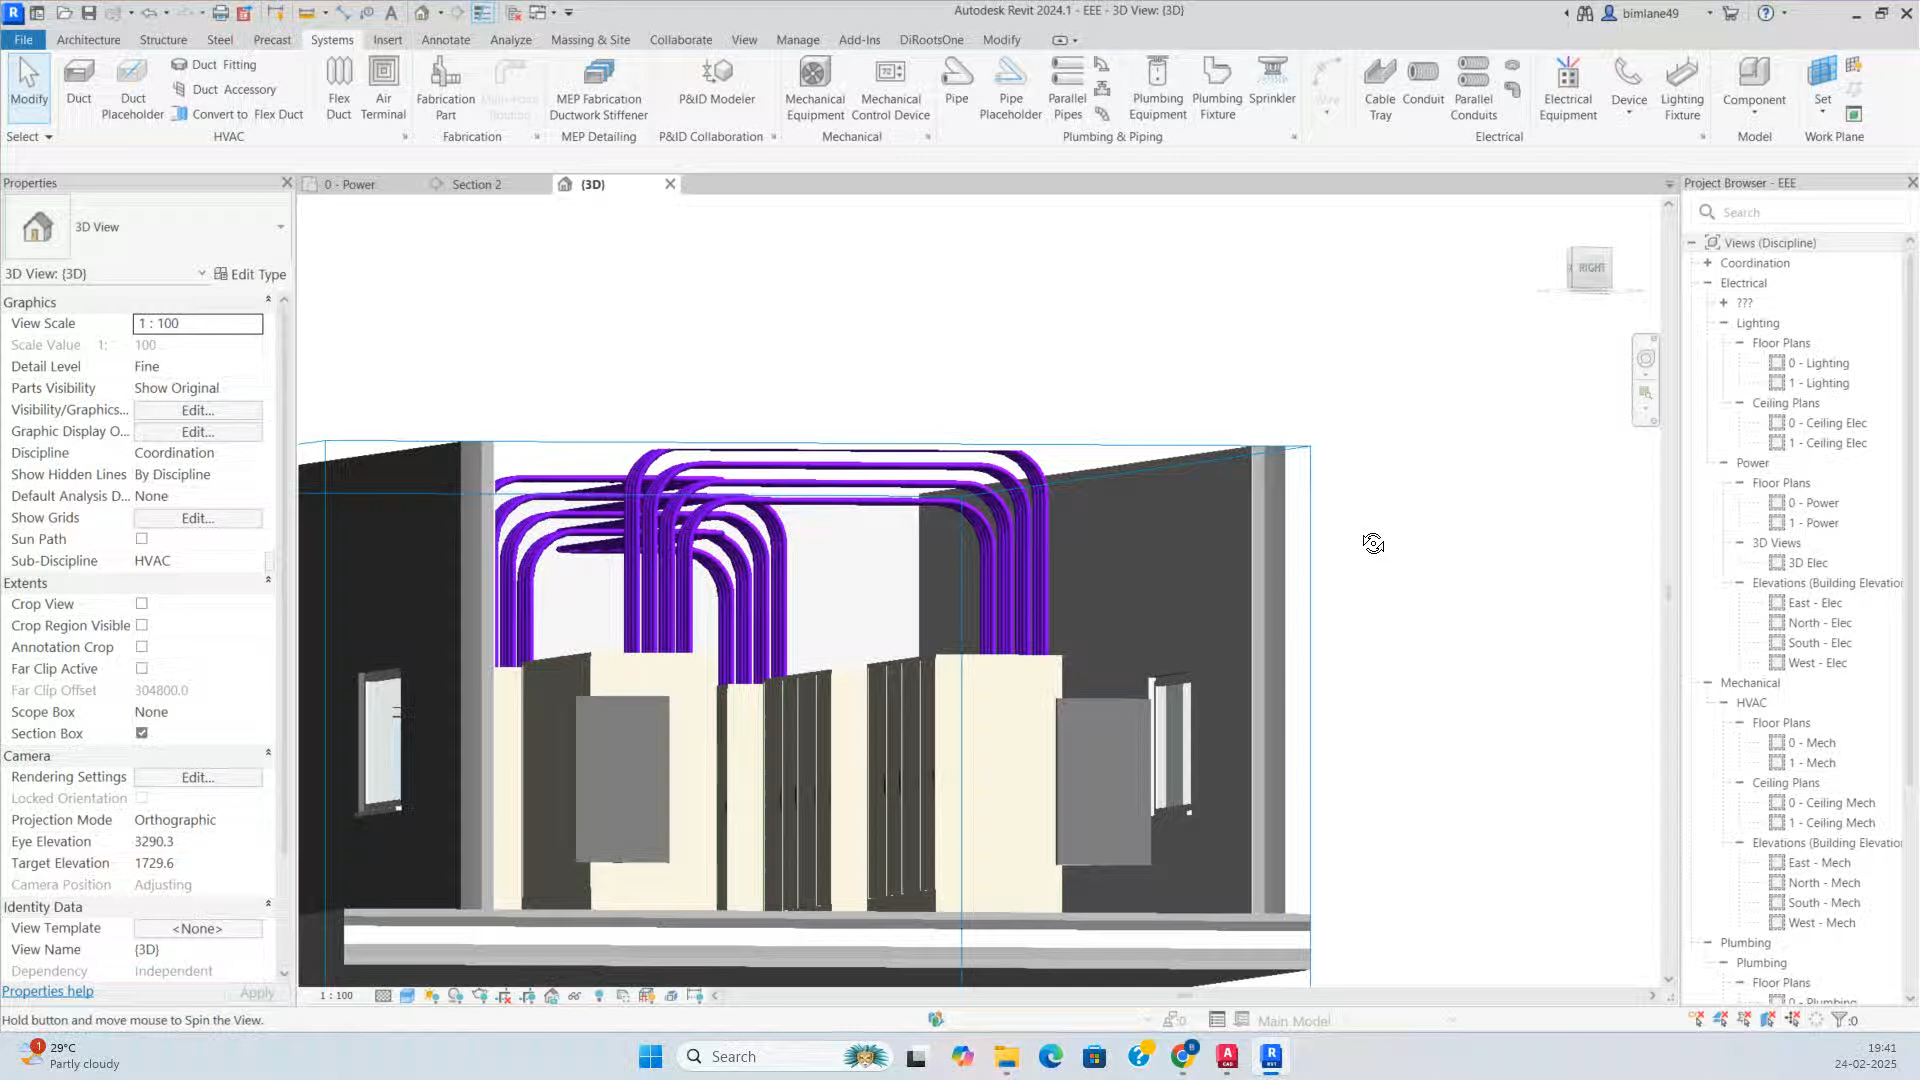 Autodesk Revit 2024.1 - EEE - 3D View: {3D}
bimlane49
File Architecture Structure Steel Precast Systems Insert Annotate Analyze Massing & Site Collaborate View Manage Add-Ins DiRootsOne Modify
Modify
Duct
Duct Placeholder
Duct Fitting
Duct Accessory
Convert to Flex Duct
Flex Duct
Air Terminal
Fabrication Part
MEP Fabrication Ductwork Stiffener
P&ID Modeler
Mechanical Equipment
Mechanical Control Device
Pipe
Pipe Placeholder
Parallel Pipes
Plumbing Equipment
Plumbing Fixture
Sprinkler
Wire
Cable Tray
Conduit
Parallel Conduits
Electrical Equipment
Device
Lighting Fixture
Component
Set
Select HVAC Fabrication MEP Detailing P&ID Collaboration Mechanical Plumbing & Piping Electrical Model Work Plane
Properties
0 - Power
Section 2
{3D}
Project Browser - EEE
3D View
3D View: {3D}
Edit Type
Graphics
View Scale 1 : 100
Scale Value 1: 100
Detail Level Fine
Parts Visibility Show Original
Visibility/Graphics... Edit...
Graphic Display O... Edit...
Discipline Coordination
Show Hidden Lines By Discipline
Default Analysis D... None
Show Grids Edit...
Sun Path
Sub-Discipline HVAC
Extents
Crop View
Crop Region Visible
Annotation Crop
Far Clip Active
Far Clip Offset 304800.0
Scope Box None
Section Box
Camera
Rendering Settings Edit...
Locked Orientation
Projection Mode Orthographic
Eye Elevation 3290.3
Target Elevation 1729.6
Camera Position Adjusting
Identity Data
View Template <None>
View Name {3D}
Dependency Independent
Properties help
Apply
RIGHT
Search
Views (Discipline)
Coordination
Electrical
???
Lighting
Floor Plans
0 - Lighting
1 - Lighting
Ceiling Plans
0 - Ceiling Elec
1 - Ceiling Elec
Power
Floor Plans
0 - Power
1 - Power
3D Views
3D Elec
Elevations (Building Elevation
East - Elec
North - Elec
South - Elec
West - Elec
Mechanical
HVAC
Floor Plans
0 - Mech
1 - Mech
Ceiling Plans
0 - Ceiling Mech
1 - Ceiling Mech
Elevations (Building Elevation
East - Mech
North - Mech
South - Mech
West - Mech
Plumbing
Plumbing
Floor Plans
0 - Plumbing
1 : 100
Hold button and move mouse to Spin the View.
:0
Main Model
:0
1
29°C
Partly cloudy
Search
19:41
24-02-2025